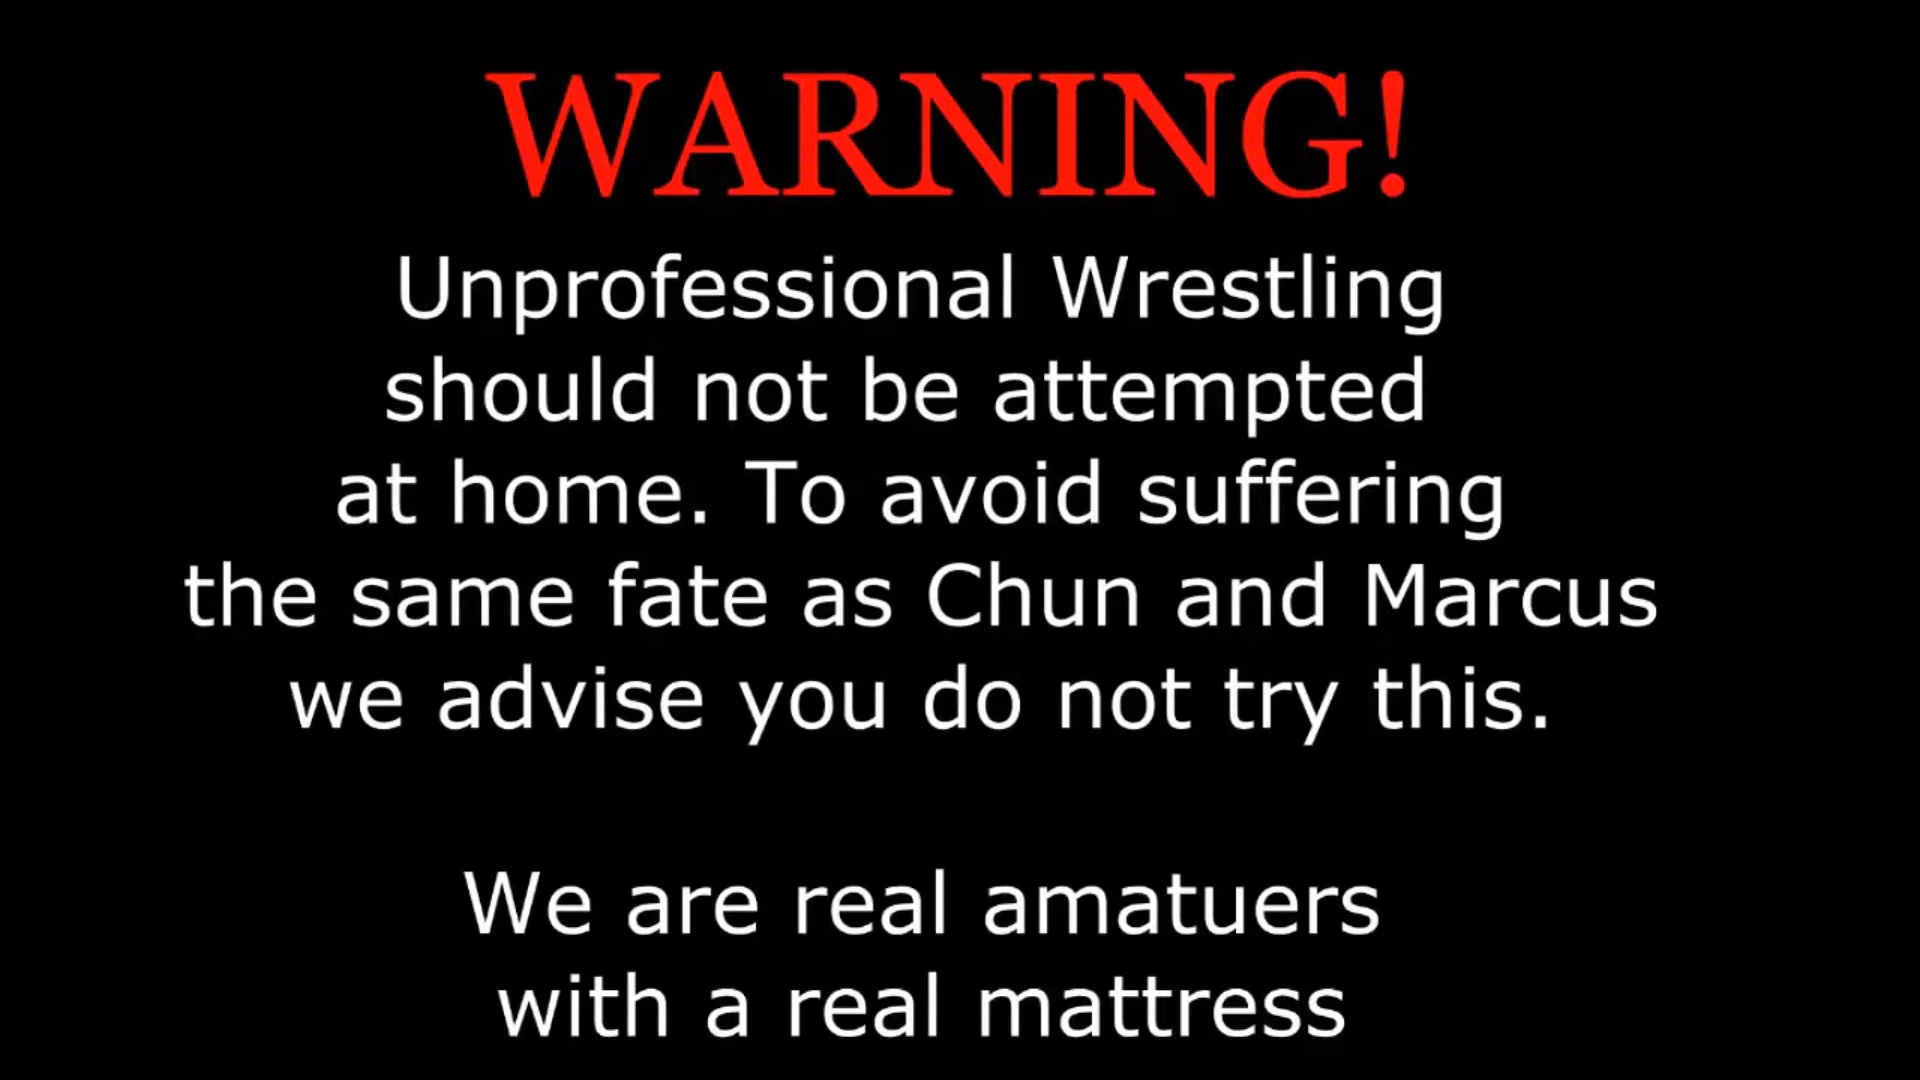 WARNING!
Unprofessional Wrestling
should not be attempted
at home. To avoid suffering
the same fate as Chun and Marcus
we advise you do not try this.
We are real amatuers
with a real mattress